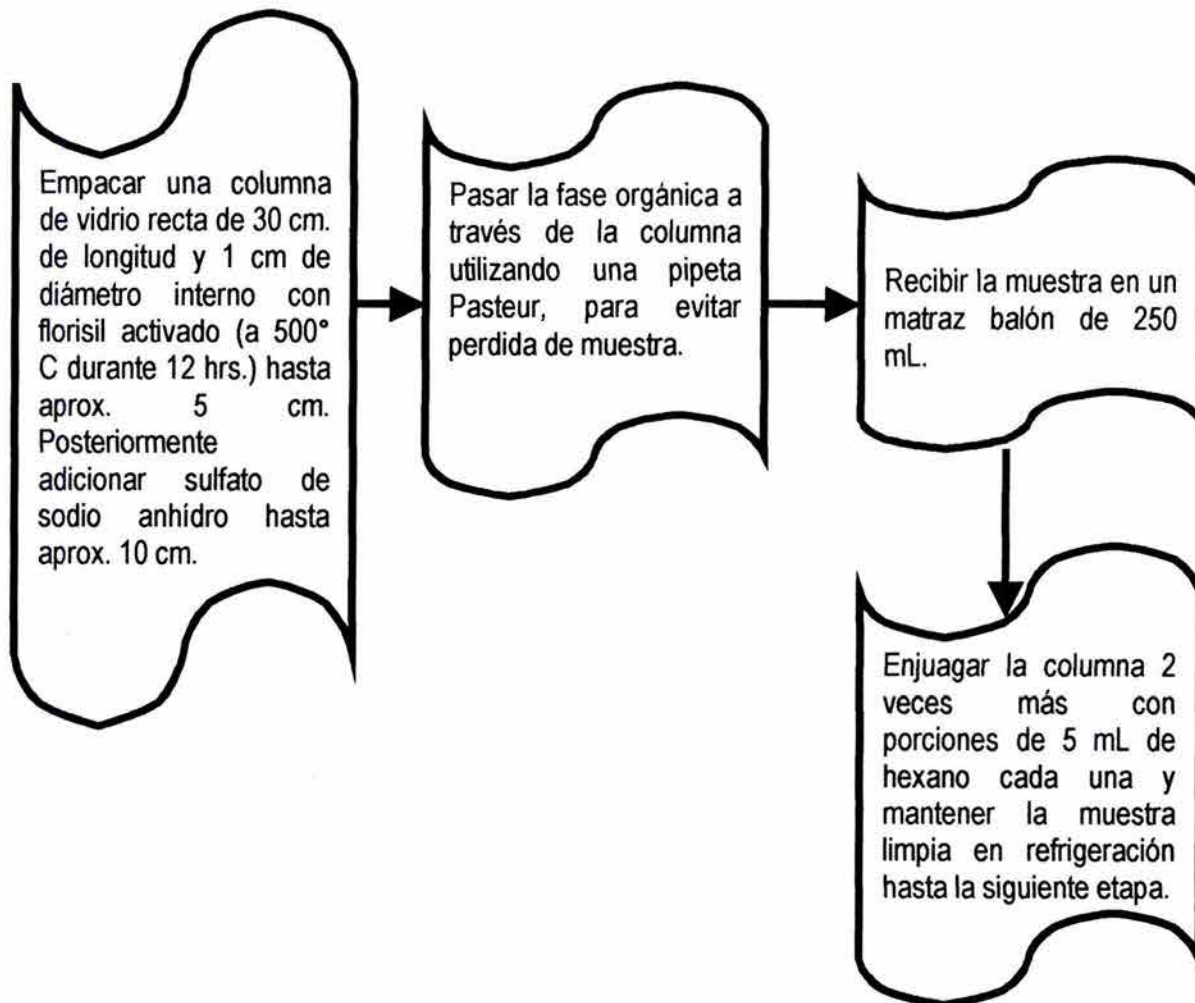 Empacar una columna
de vidrio recta de 30 cm.
de longitud y 1 cm de
diámetro interno con
florisil activado (a 500°
C durante 12 hrs.) hasta
aprox. 5 cm.
Posteriormente
adicionar sulfato de
sodio anhídro hasta
aprox. 10 cm.
Pasar la fase orgánica a
través de la columna
utilizando una pipeta
Pasteur, para evitar
perdida de muestra.
Recibir la muestra en un
matraz balón de 250
mL.
Enjuagar la columna 2
veces más con
porciones de 5 mL de
hexano cada una y
mantener la muestra
limpia en refrigeración
hasta la siguiente etapa.